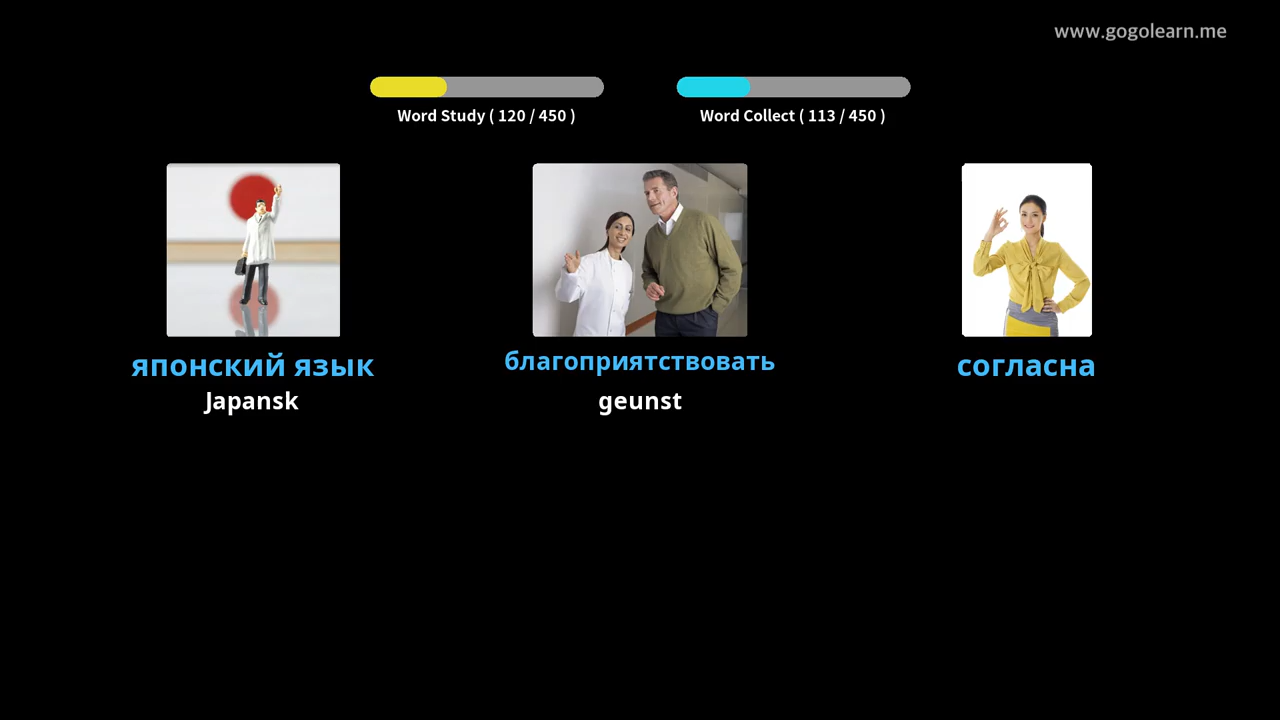 www.gogolearn.me
Word Study ( 120 / 450 )
Word Collect ( 113 / 450 )
японский язык
Japansk
благоприятствовать
geunst
согласна